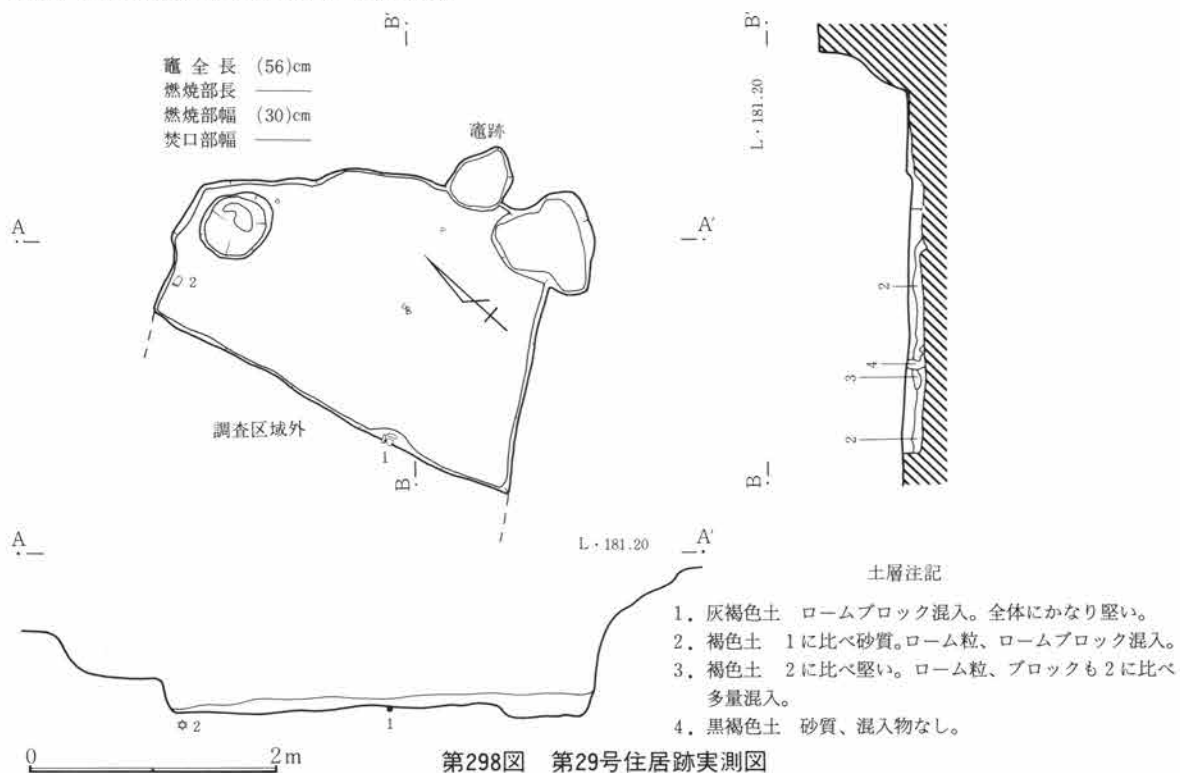 竈全長 (56)cm
燃焼部長 ——
燃焼部幅 (30)cm
焚口部幅 ——
竈跡
B'
A
A'
2
調査区域外
1
B
B'
L・181.20
2
4
3
2
B
A
L・181.20
A'
2
1
0 2m
土層注記
1. 灰褐色土 ロームブロック混入。全体にかなり堅い。
2. 褐色土 1に比べ砂質。ローム粒、ロームブロック混入。
3. 褐色土 2に比べ堅い。ローム粒、ブロックも2に比べ
多量混入。
4. 黒褐色土 砂質、混入物なし。
第298図 第29号住居跡実測図